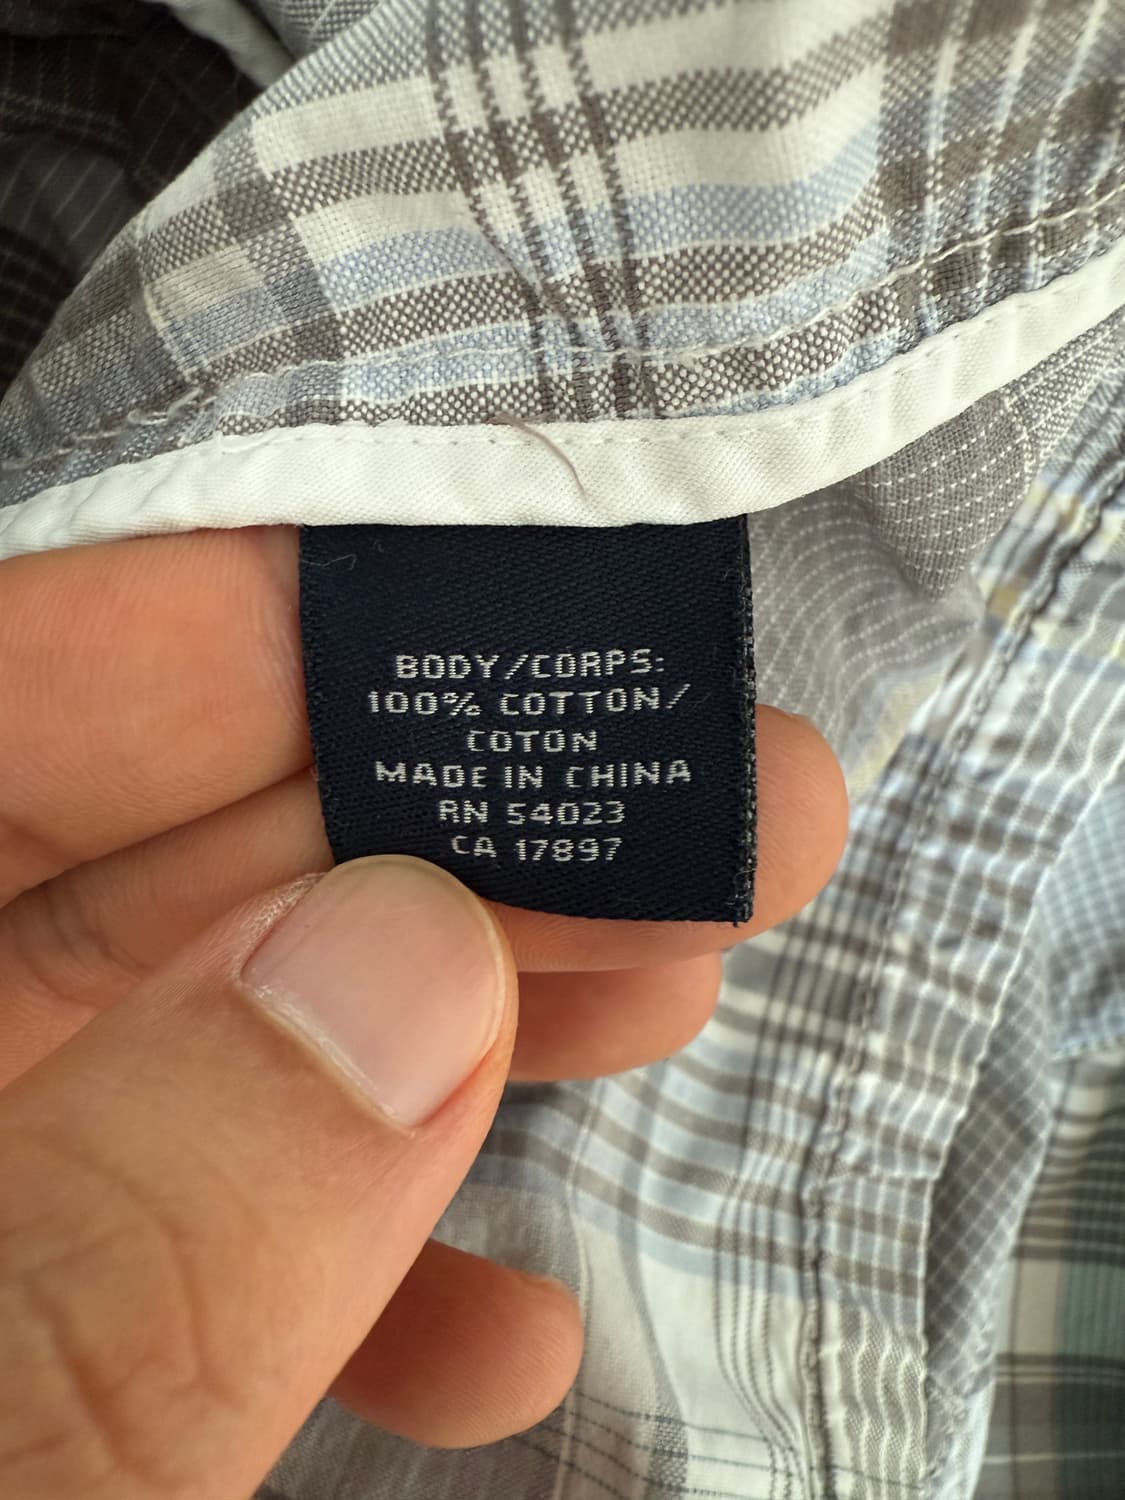 BODY/CORPS:
100% COTTON/
COTON
MADE IN CHINA
RN 54023
CA 17897